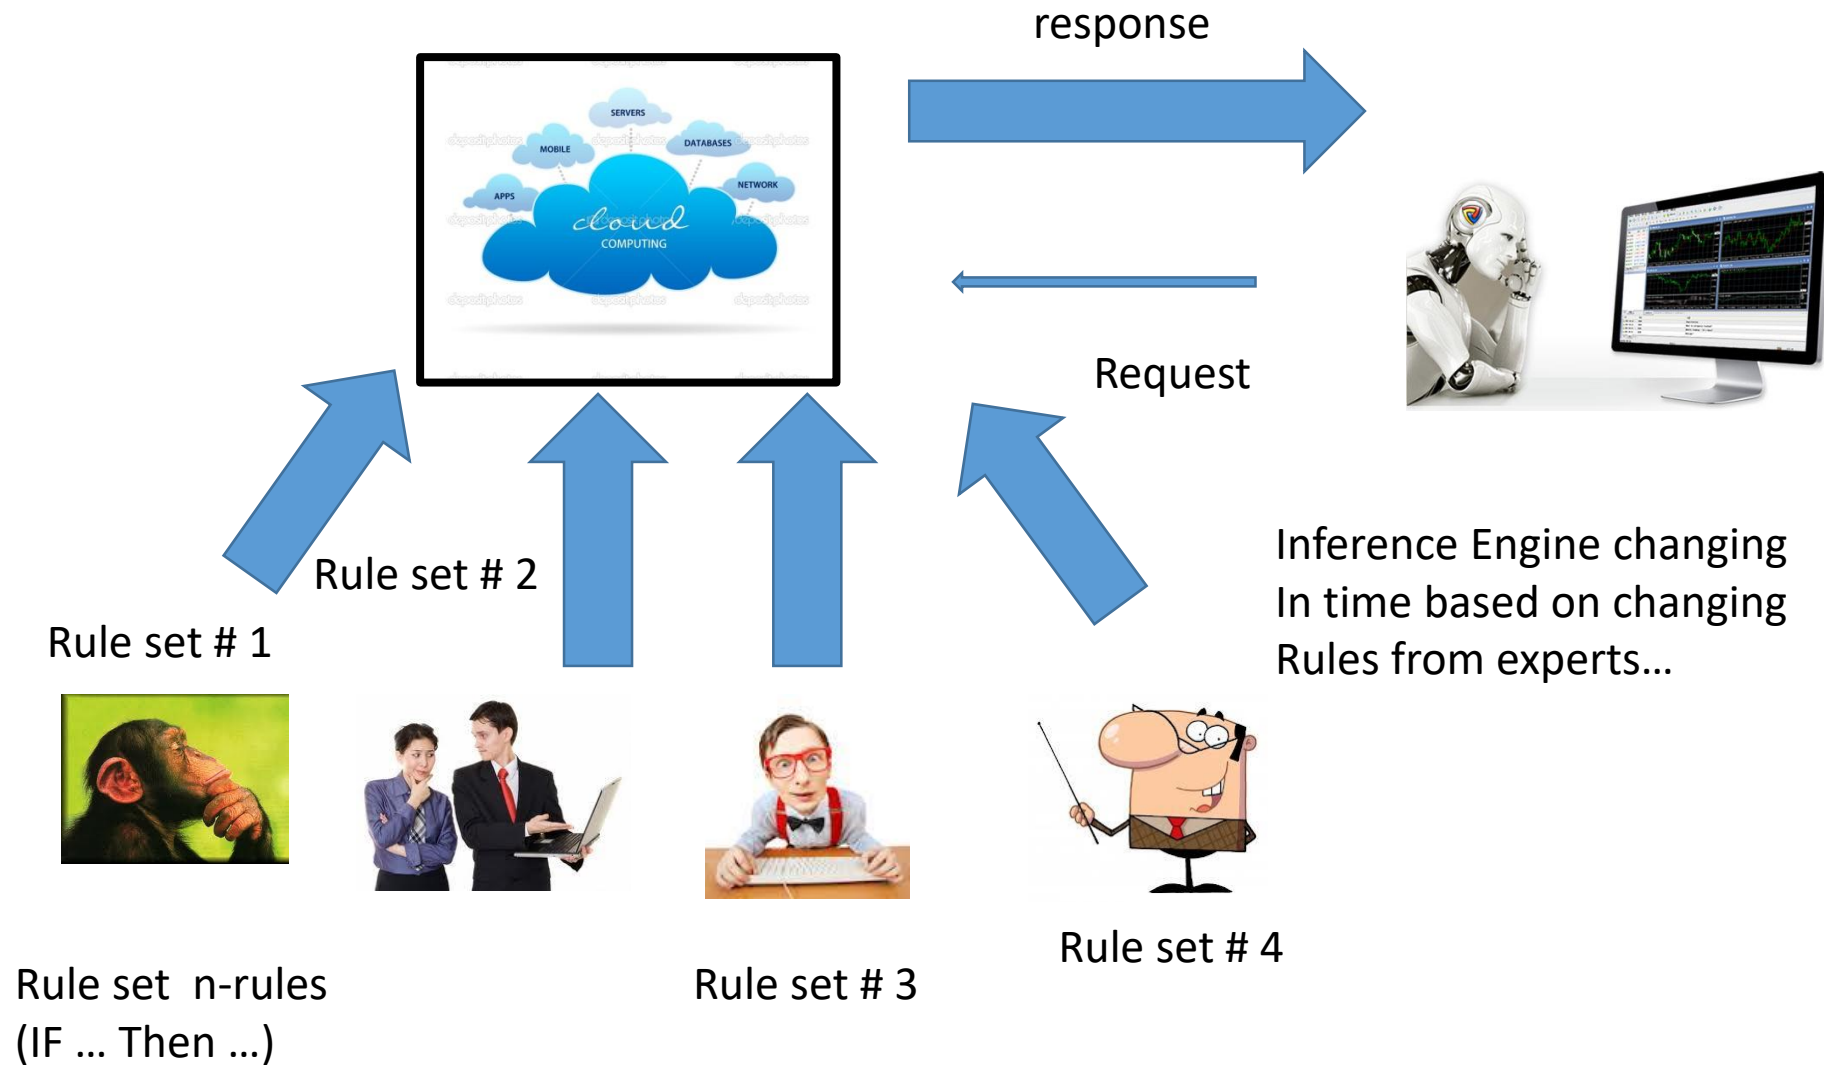 response
SERVERS
MOBILE
DATABASES
APPS
NETWORK
cloud
COMPUTING
depositphotos
Request
Rule set # 2
Rule set # 1
Inference Engine changing
In time based on changing
Rules from experts…
Rule set # 4
Rule set # 3
Rule set  n-rules
(IF … Then …)